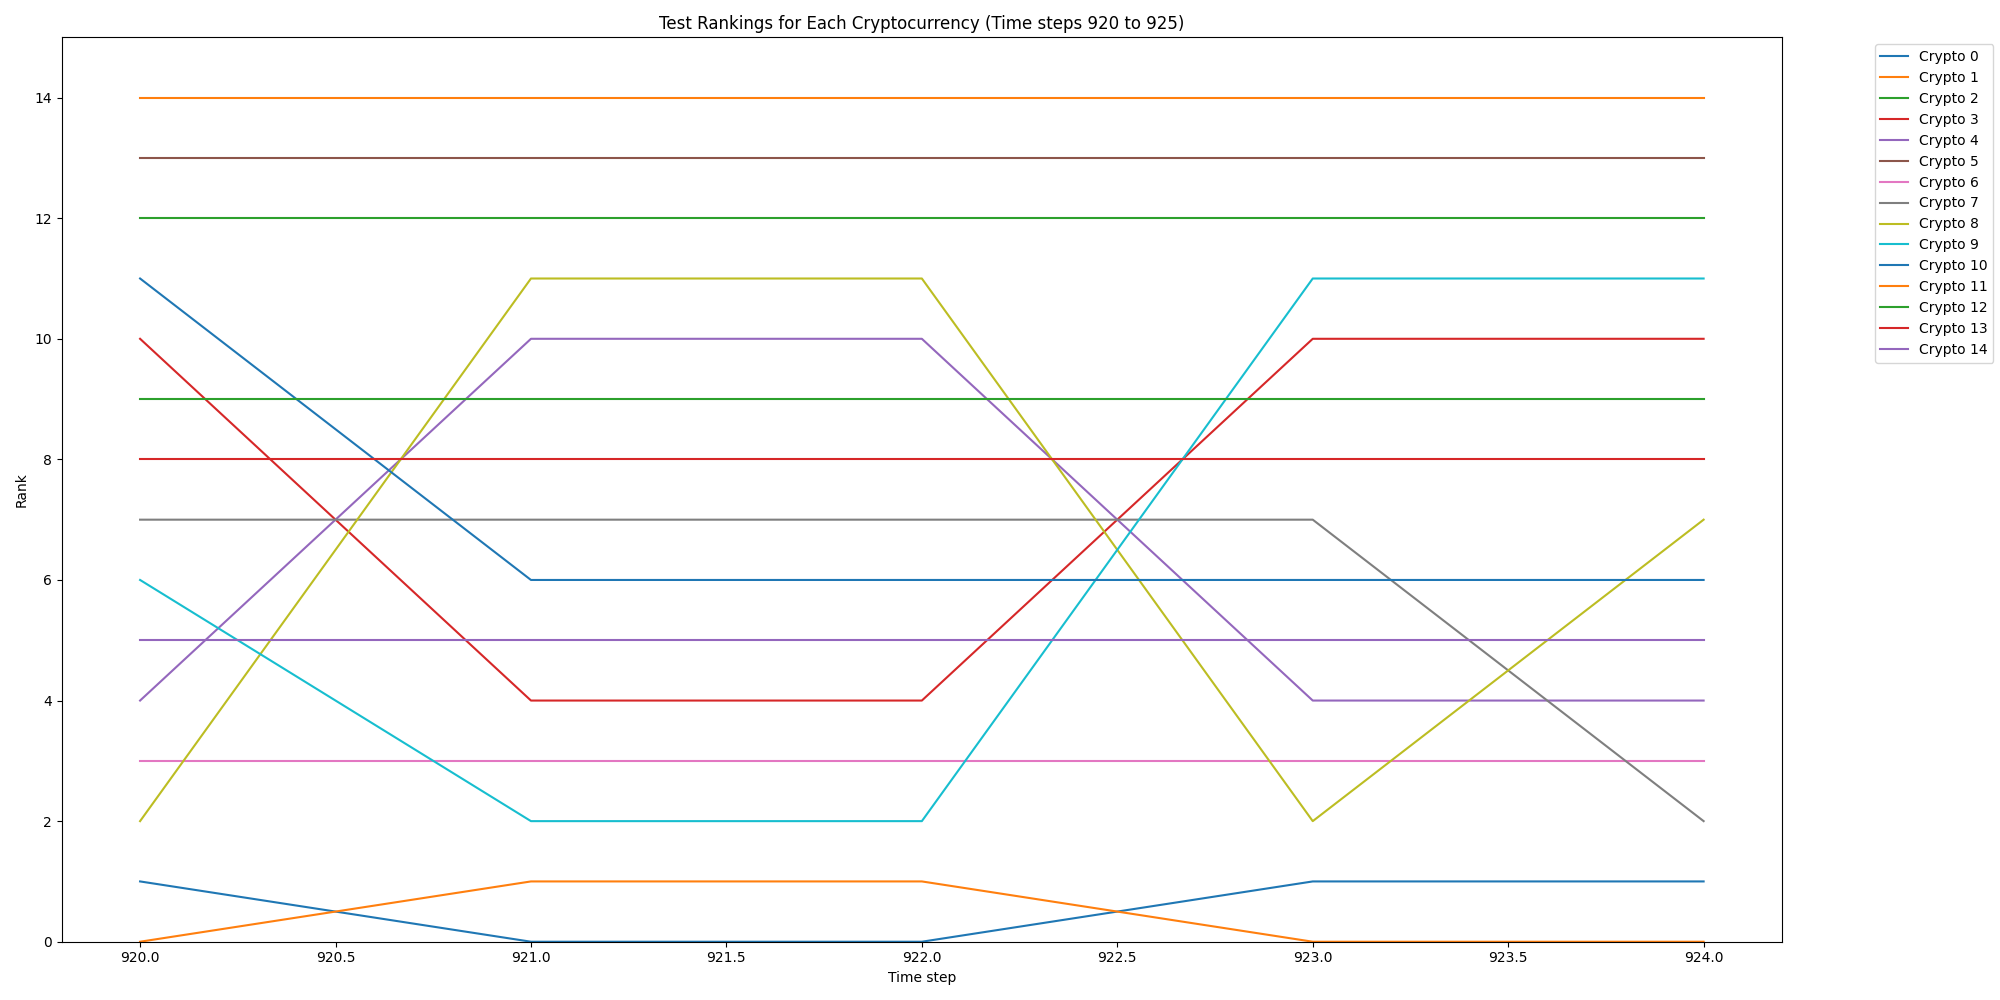 Test Rankings for Each Cryptocurrency (Time steps 920 to 925)
Rank
14
12
10
8
6
4
2
0
920.0 920.5 921.0 921.5 922.0 922.5 923.0 923.5 924.0
Time step
Crypto 0
Crypto 1
Crypto 2
Crypto 3
Crypto 4
Crypto 5
Crypto 6
Crypto 7
Crypto 8
Crypto 9
Crypto 10
Crypto 11
Crypto 12
Crypto 13
Crypto 14